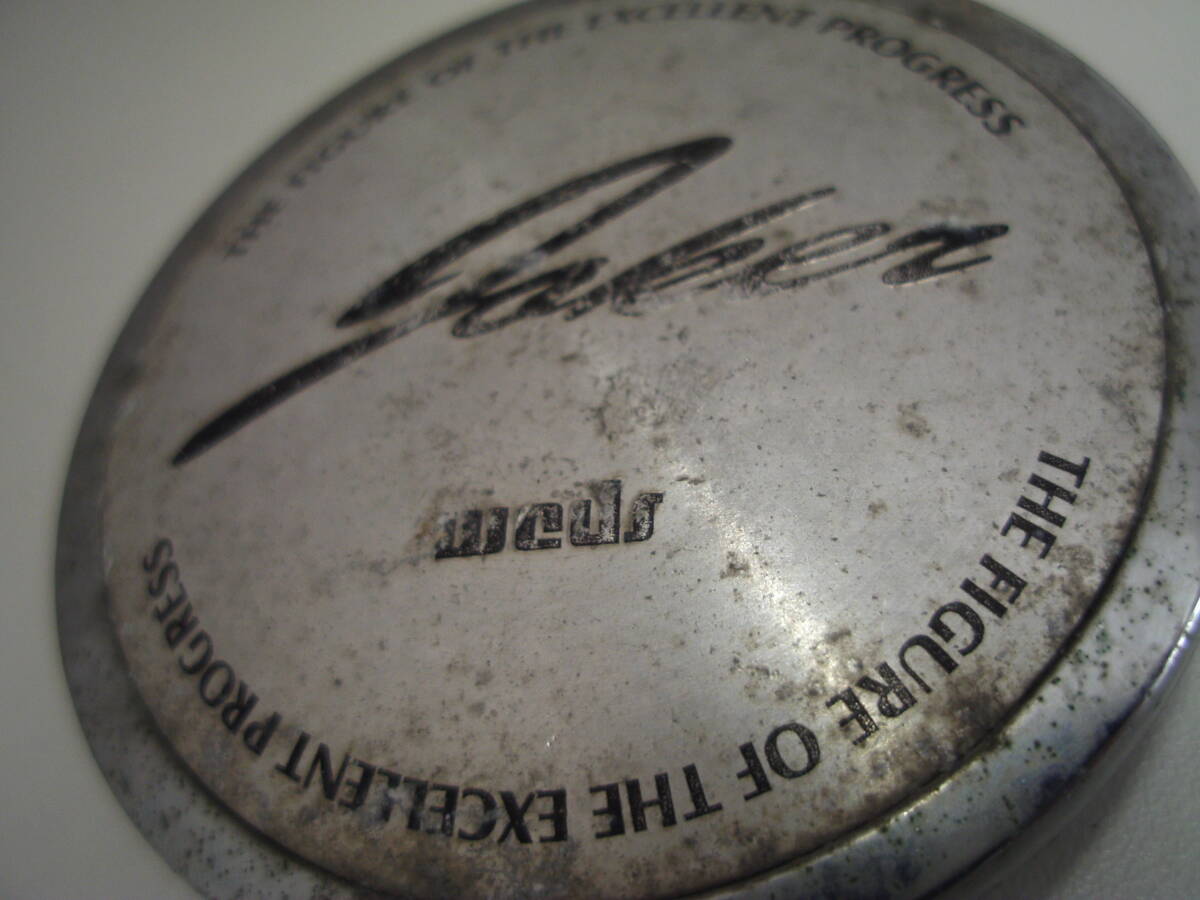 THE FIGURE OF THE EXCELLENT PROGRESS
Saber
weds
THE FIGURE OF THE EXCELLENT PROGRESS